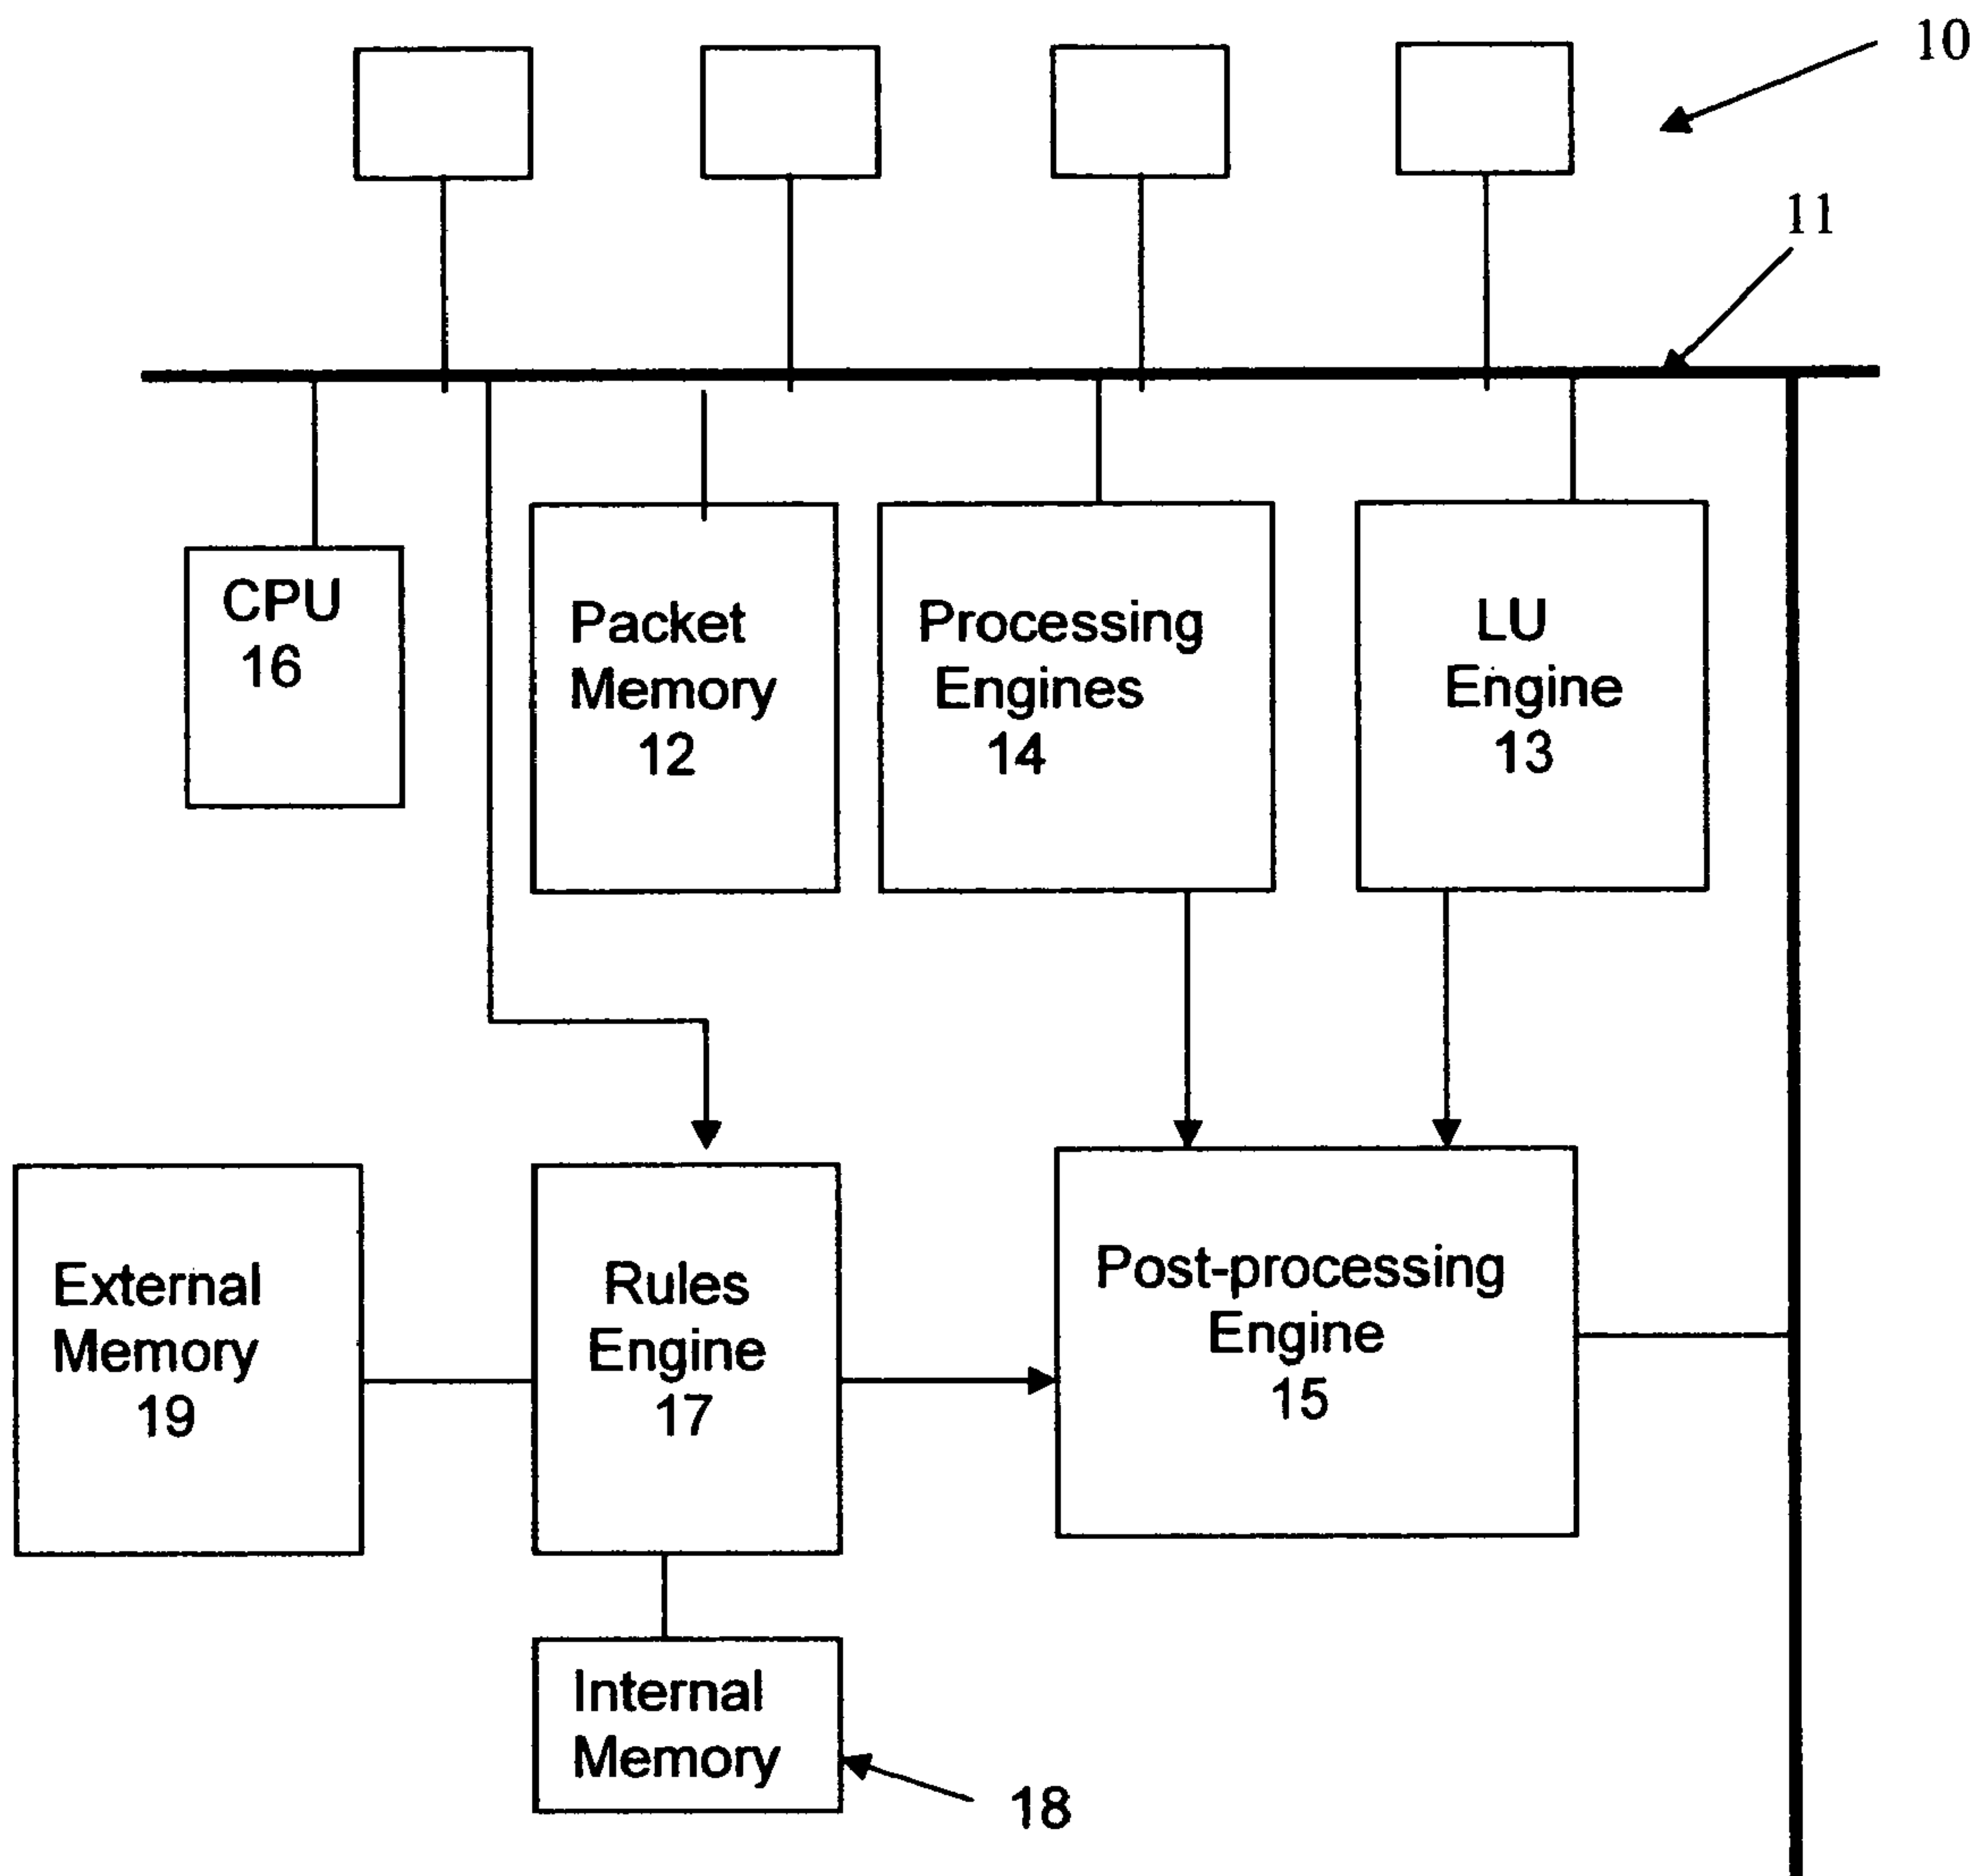 10
11
CPU
16
Packet
Memory
12
Processing
Engines
14
LU
Engine
13
External
Memory
19
Rules
Engine
17
Post-processing
Engine
15
Internal
Memory
18